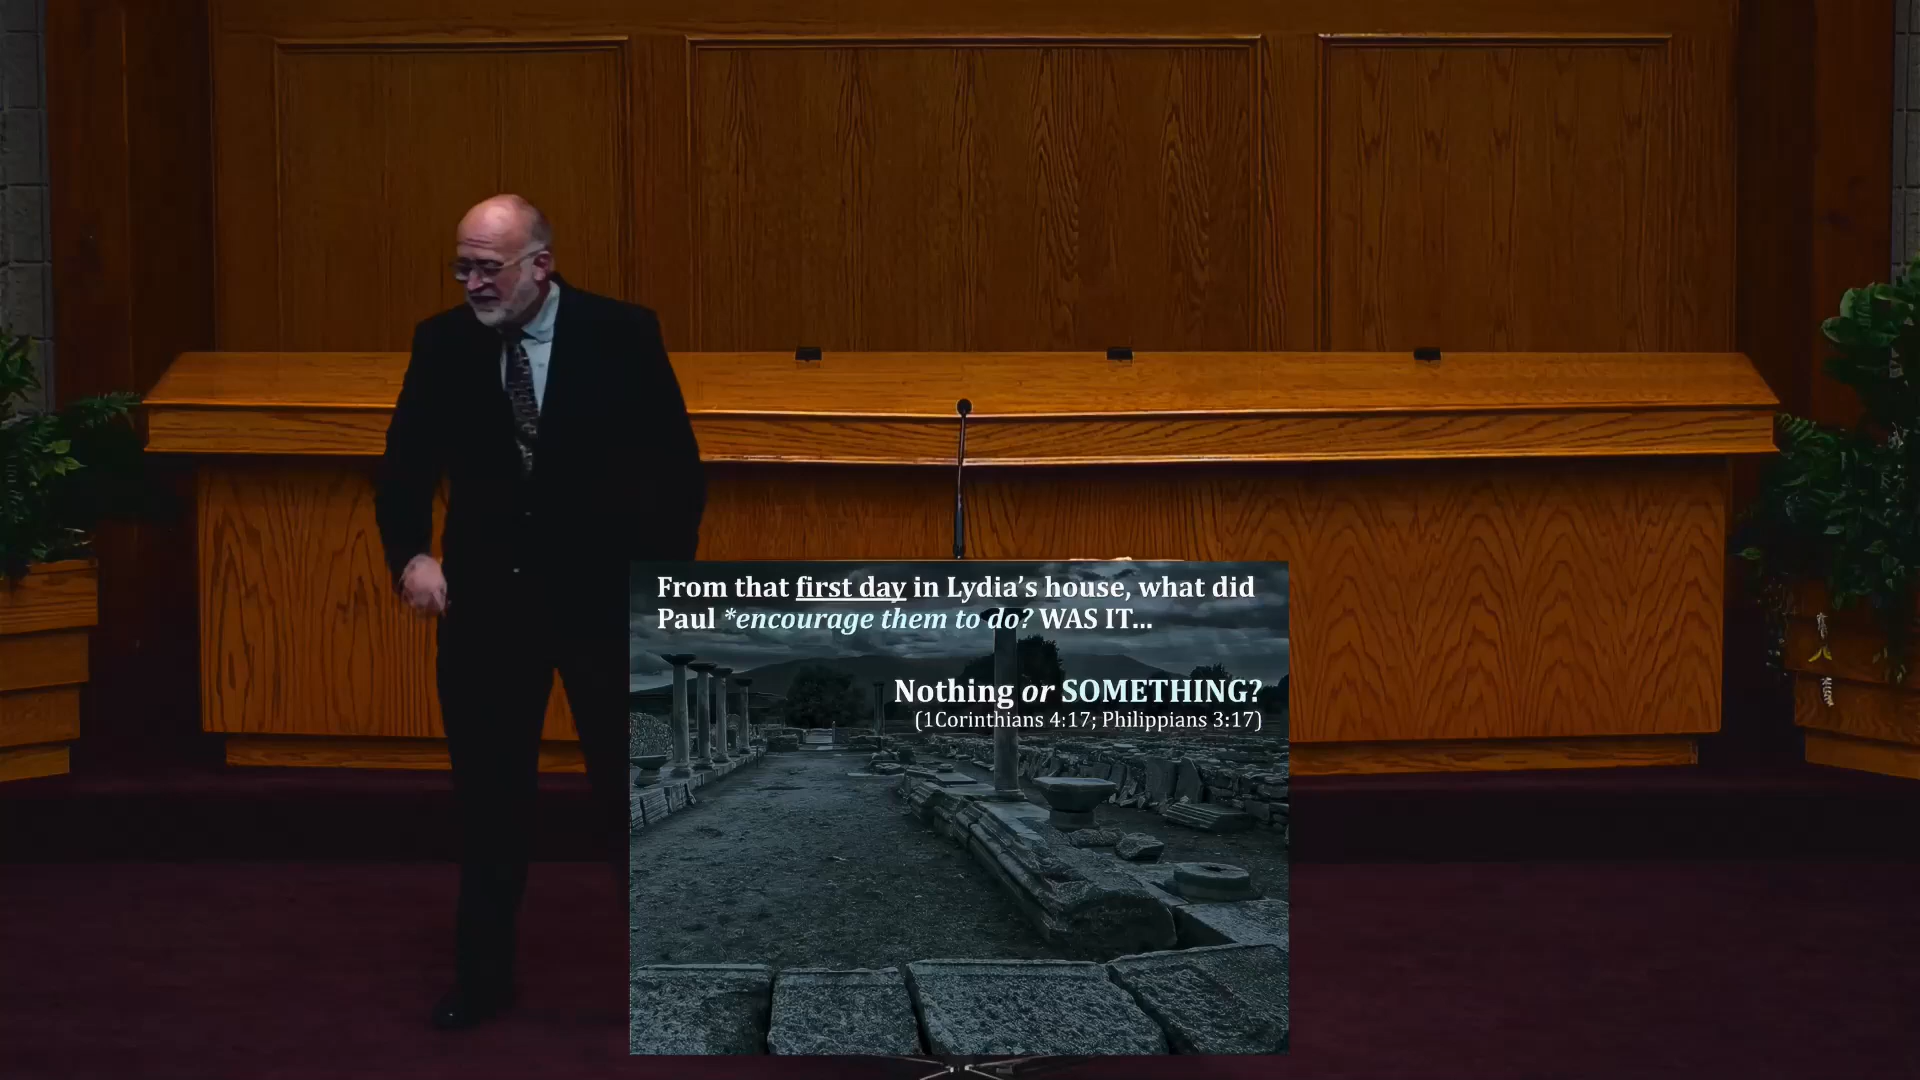 From that first day in Lydia’s house, what did
Paul *encourage them to do? WAS IT...
Nothing or SOMETHING?
(1Corinthians 4:17; Philippians 3:17)